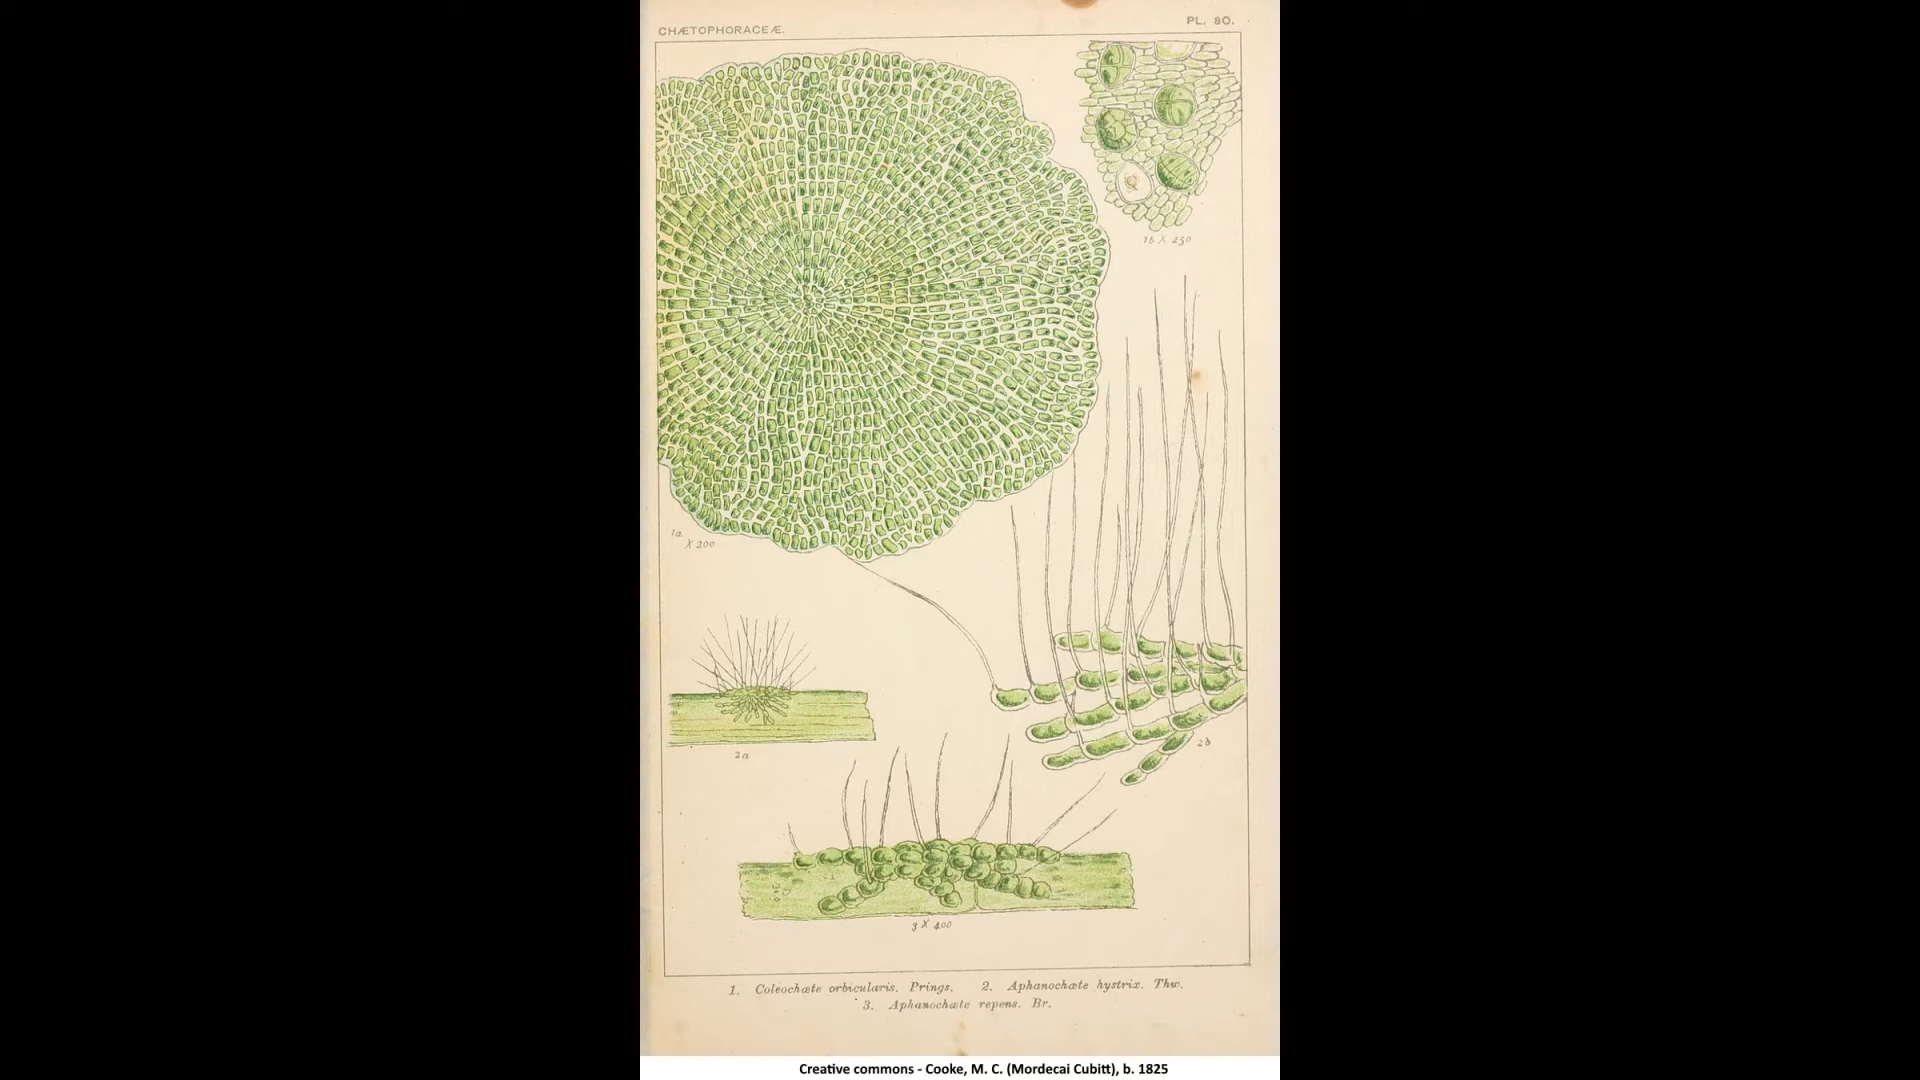 CHÆTOPHORACEÆ.
PL. 80.
1b X 250
1a
X 200
2a
2b
3 X 400
1. Coleochæte orbicularis. Prings. 2. Aphanochæte hystrix. Thw.
3. Aphanochæte repens. Br.
Creative commons - Cooke, M. C. (Mordecai Cubitt), b. 1825